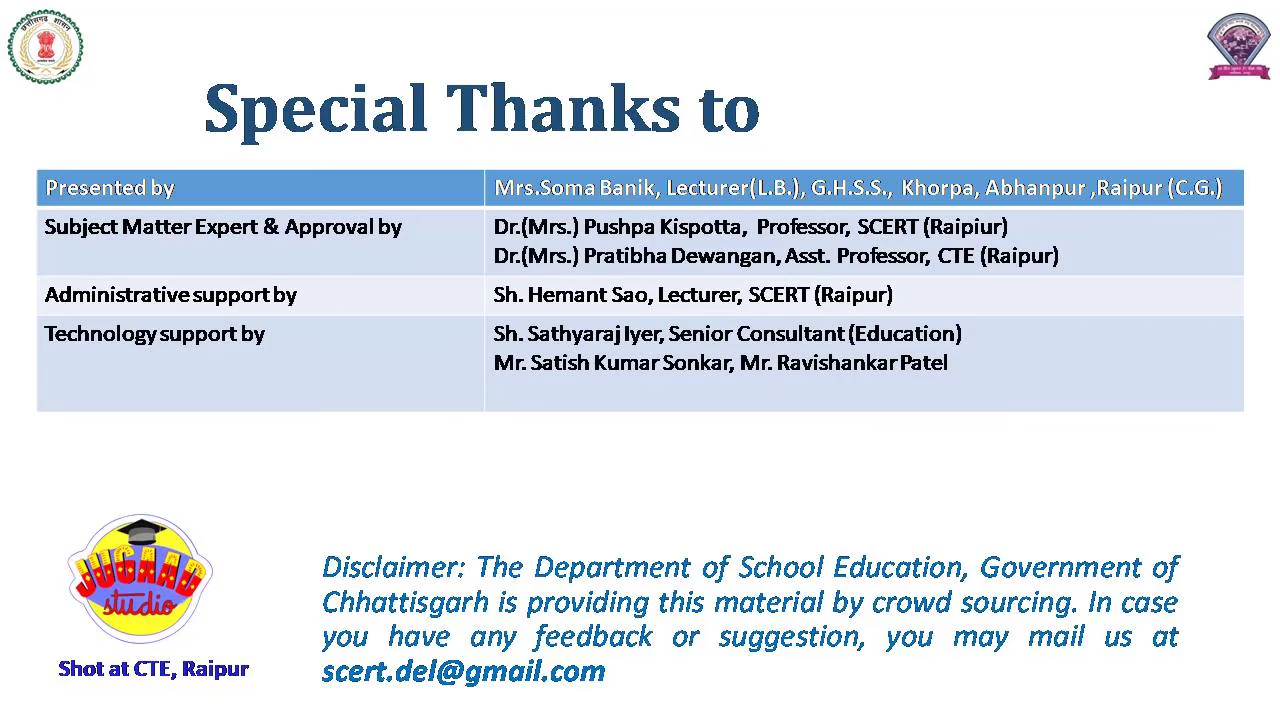 छत्तीसगढ़ शासन
Special Thanks to
Presented by
Mrs.Soma Banik, Lecturer(L.B.), G.H.S.S., Khorpa, Abhanpur ,Raipur (C.G.)
Subject Matter Expert & Approval by
Dr.(Mrs.) Pushpa Kispotta, Professor, SCERT (Raipiur)
Dr.(Mrs.) Pratibha Dewangan, Asst. Professor, CTE (Raipur)
Administrative support by
Sh. Hemant Sao, Lecturer, SCERT (Raipur)
Technology support by
Sh. Sathyaraj Iyer, Senior Consultant (Education)
Mr. Satish Kumar Sonkar, Mr. Ravishankar Patel
JUGAAD
studio
Shot at CTE, Raipur
Disclaimer: The Department of School Education, Government of
Chhattisgarh is providing this material by crowd sourcing. In case
you have any feedback or suggestion, you may mail us at
scert.del@gmail.com